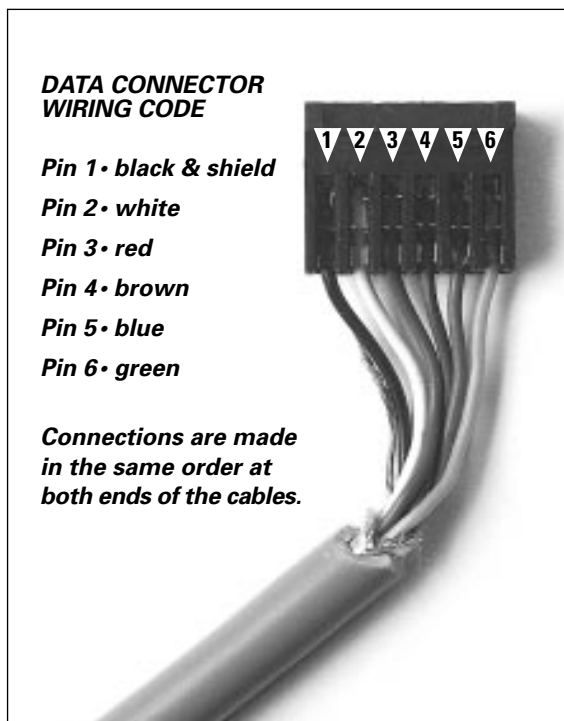 DATA CONNECTOR
WIRING CODE
Pin 1• black & shield
Pin 2• white
Pin 3• red
Pin 4• brown
Pin 5• blue
Pin 6• green
Connections are made
in the same order at
both ends of the cables.
1 2 3 4 5 6